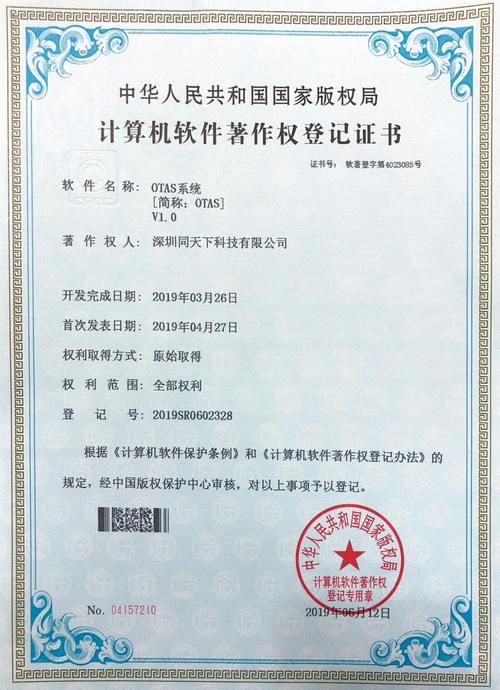 中华人民共和国国家版权局
计算机软件著作权登记证书
证书号： 软著登字第4023085号
CPCC
软件名称： OTAS系统
[简称：OTAS]
V1.0
著作权人： 深圳同天下科技有限公司
开发完成日期： 2019年03月26日
首次发表日期： 2019年04月27日
权利取得方式： 原始取得
权利范围： 全部权利
登记号： 2019SR0602328
根据《计算机软件保护条例》和《计算机软件著作权登记办法》的
规定，经中国版权保护中心审核，对以上事项予以登记。
中华人民共和国国家版权局
计算机软件著作权
登记专用章
No. 04157210
2019年06月12日